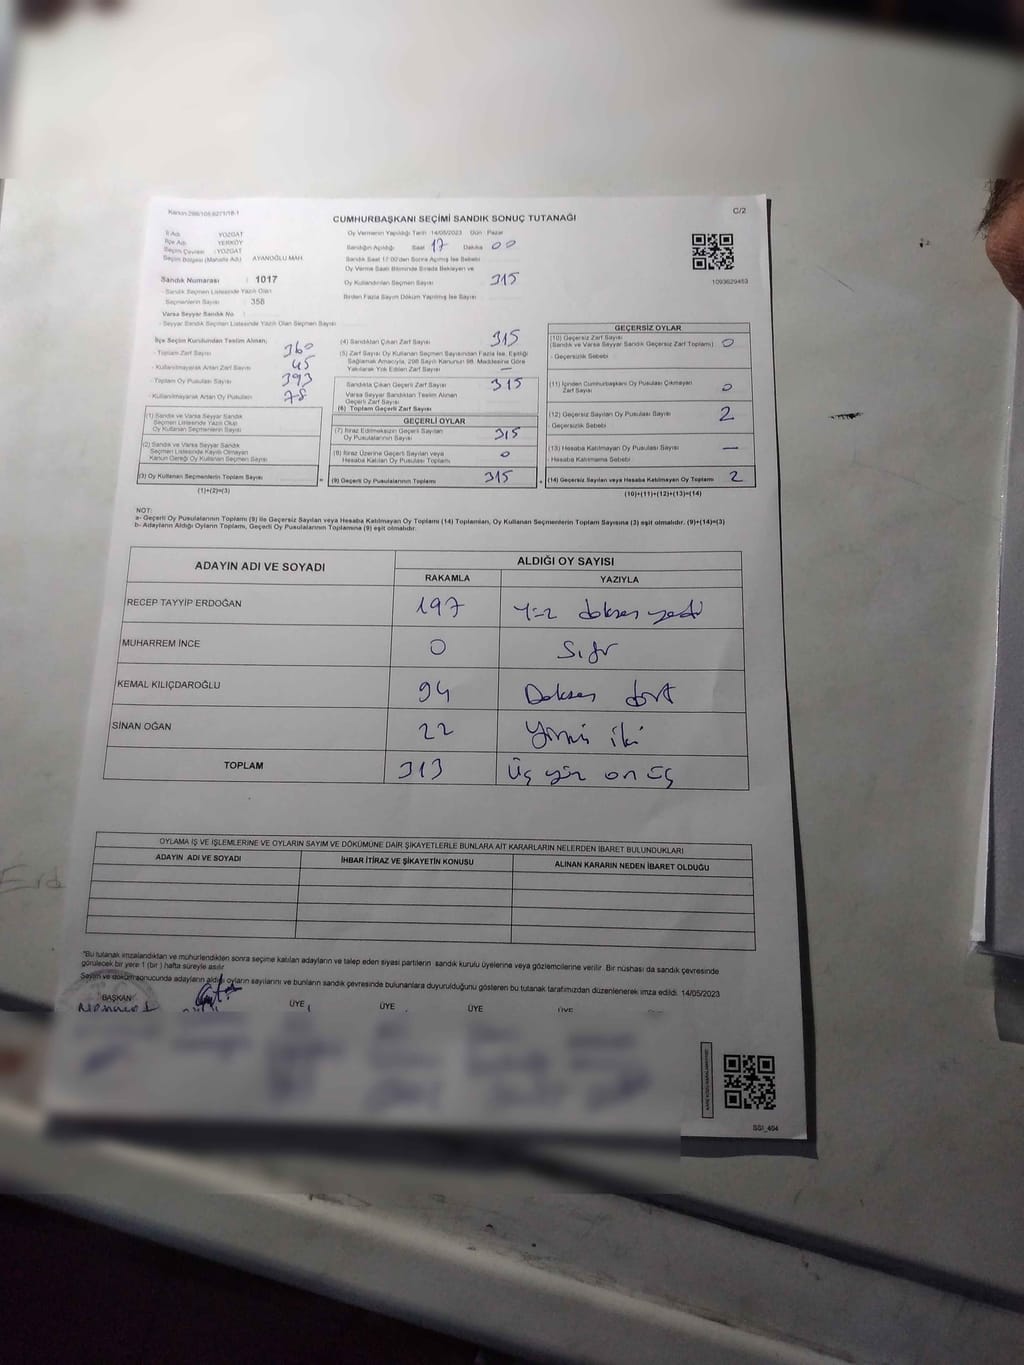 Kanun 298/105,6271/18-1
C/2
CUMHURBAŞKANI SEÇİMİ SANDIK SONUÇ TUTANAĞI
İl Adı : YOZGAT
İlçe Adı : YERKÖY
Seçim Çevresi : YOZGAT
Seçim Bölgesi (Mahalle Adı) : AYANOĞLU MAH.
Sandık Numarası : 1017
- Sandık Seçmen Listesinde Yazılı Olan
Seçmenlerin Sayısı : 358
Varsa Seyyar Sandık No :
- Seyyar Sandık Seçmen Listesinde Yazılı Olan Seçmen Sayısı :
Oy Vermenin Yapıldığı Tarih :14/05/2023 Gün : Pazar
Sandığın Açıldığı Saat 17 Dakika 00
Sandık Saat 17:00'den Sonra Açılmış İse Sebebi
Oy Verme Saati Bitiminde Sırada Bekleyen ve
Oy Kullandırılan Seçmen Sayısı 315
Birden Fazla Sayım Döküm Yapılmış İse Sayısı
1093629453
İlçe Seçim Kurulundan Teslim Alınan;
- Toplam Zarf Sayısı 360
- Kullanılmayarak Artan Zarf Sayısı 45
- Toplam Oy Pusulası Sayısı 393
- Kullanılmayarak Artan Oy Pusulası 78
(1) Sandık ve Varsa Seyyar Sandık
Seçmen Listesinde Yazılı Olup
Oy Kullanan Seçmenlerin Sayısı
(2) Sandık ve Varsa Seyyar Sandık
Seçmen Listesinde Kayıtlı Olmayan
Kanun Gereği Oy Kullanan Seçmen Sayısı
(3) Oy Kullanan Seçmenlerin Toplam Sayısı
(1)+(2)=(3)
(4) Sandıktan Çıkan Zarf Sayısı 315
(5) Zarf Sayısı Oy Kullanan Seçmen Sayısından Fazla İse, Eşitliği
Sağlamak Amacıyla, 298 Sayılı Kanunun 98. Maddesine Göre
Yakılarak Yok Edilen Zarf Sayısı —
Sandıkta Çıkan Geçerli Zarf Sayısı 315
Varsa Seyyar Sandıktan Teslim Alınan
Geçerli Zarf Sayısı
(6) Toplam Geçerli Zarf Sayısı
GEÇERLİ OYLAR
(7) İtiraz Edilmeksizin Geçerli Sayılan
Oy Pusulalarının Sayısı 315
(8) İtiraz Üzerine Geçerli Sayılan veya
Hesaba Katılan Oy Pusulası Toplamı 0
(9) Geçerli Oy Pusulalarının Toplamı 315
GEÇERSİZ OYLAR
(10) Geçersiz Zarf Sayısı
(Sandık ve Varsa Seyyar Sandık Geçersiz Zarf Toplamı) 0
- Geçersizlik Sebebi
(11) İçinden Cumhurbaşkanı Oy Pusulası Çıkmayan
Zarf Sayısı 0
(12) Geçersiz Sayılan Oy Pusulası Sayısı 2
- Geçersizlik Sebebi
(13) Hesaba Katılmayan Oy Pusulası Sayısı —
- Hesaba Katılmama Sebebi
(14) Geçersiz Sayılan veya Hesaba Katılmayan Oy Toplamı 2
(10)+(11)+(12)+(13)=(14)
NOT:
a- Geçerli Oy Pusulalarının Toplamı (9) ile Geçersiz Sayılan veya Hesaba Katılmayan Oy Toplamı (14) Toplamları, Oy Kullanan Seçmenlerin Toplam Sayısına (3) eşit olmalıdır. (9)+(14)=(3)
b- Adayların Aldığı Oyların Toplamı, Geçerli Oy Pusulalarının Toplamına (9) eşit olmalıdır.
ADAYIN ADI VE SOYADI
ALDIĞI OY SAYISI
RAKAMLA YAZIYLA
RECEP TAYYİP ERDOĞAN 197 Yüz doksan yedi
MUHARREM İNCE 0 Sıfır
KEMAL KILIÇDAROĞLU 94 Doksan dört
SİNAN OĞAN 22 Yirmi iki
TOPLAM 313 Üç yüz on üç
OYLAMA İŞ VE İŞLEMLERİNE VE OYLARIN SAYIM VE DÖKÜMÜNE DAİR ŞİKAYETLERLE BUNLARA AİT KARARLARIN NELERDEN İBARET BULUNDUKLARI
ADAYIN ADI VE SOYADI İHBAR İTİRAZ VE ŞİKAYETİN KONUSU ALINAN KARARIN NEDEN İBARET OLDUĞU
"Bu tutanak imzalandıktan ve mühürlendikten sonra seçime katılan adayların ve talep eden siyasi partilerin sandık kurulu üyelerine veya gözlemcilerine verilir. Bir nüshası da sandık çevresinde
görülecek bir yere 1 (bir ) hafta süreyle asılır
Sayım ve döküm sonucunda adayların aldığı oyların sayılarını ve bunların sandık çevresinde bulunanlara duyurulduğunu gösteren bu tutanak tarafımızdan düzenlenerek imza edildi. 14/05/2023
BAŞKAN ÜYE ÜYE ÜYE ÜYE
SSI_464